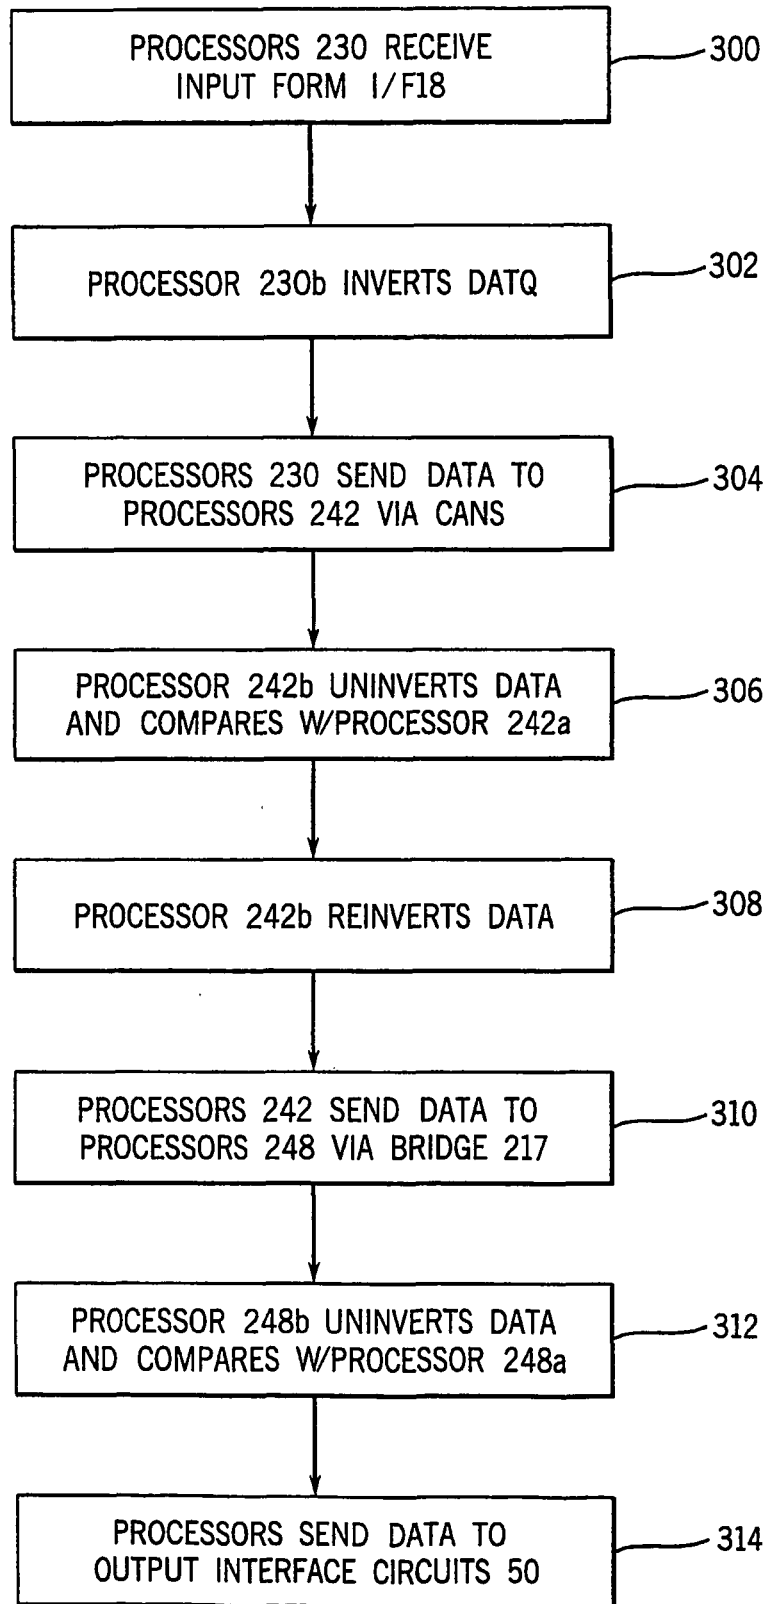 PROCESSORS 230 RECEIVE
INPUT FORM I/F18
300
PROCESSOR 230b INVERTS DATQ
302
PROCESSORS 230 SEND DATA TO
PROCESSORS 242 VIA CANS
304
PROCESSOR 242b UNINVERTS DATA
AND COMPARES W/PROCESSOR 242a
306
PROCESSOR 242b REINVERTS DATA
308
PROCESSORS 242 SEND DATA TO
PROCESSORS 248 VIA BRIDGE 217
310
PROCESSOR 248b UNINVERTS DATA
AND COMPARES W/PROCESSOR 248a
312
PROCESSORS SEND DATA TO
OUTPUT INTERFACE CIRCUITS 50
314